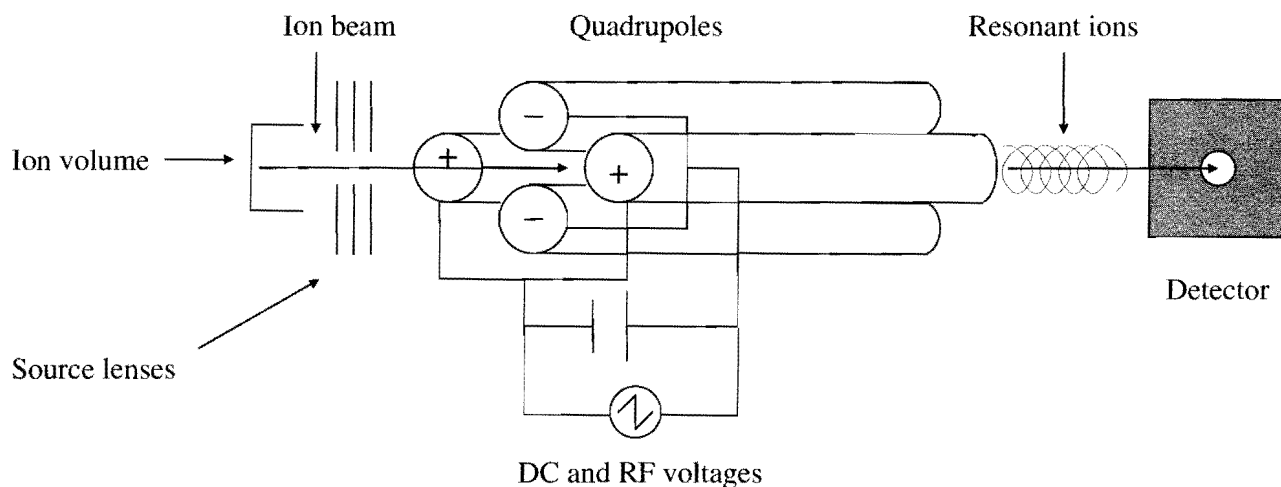 Ion beam
Quadrupoles
Resonant ions
Ion volume
Source lenses
Detector
DC and RF voltages
+
−
+
−